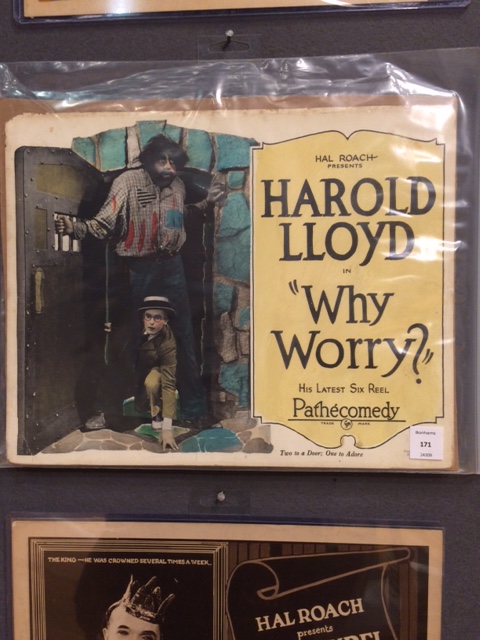 HAL ROACH
PRESENTS
HAROLD
LLOYD
IN
"Why
Worry?"
HIS LATEST SIX REEL
Pathécomedy
TRADE MARK
Two to a Door; One to Adore
Bonhams
171
THE KING—HE WAS CROWNED SEVERAL TIMES A WEEK...
HAL ROACH
presents